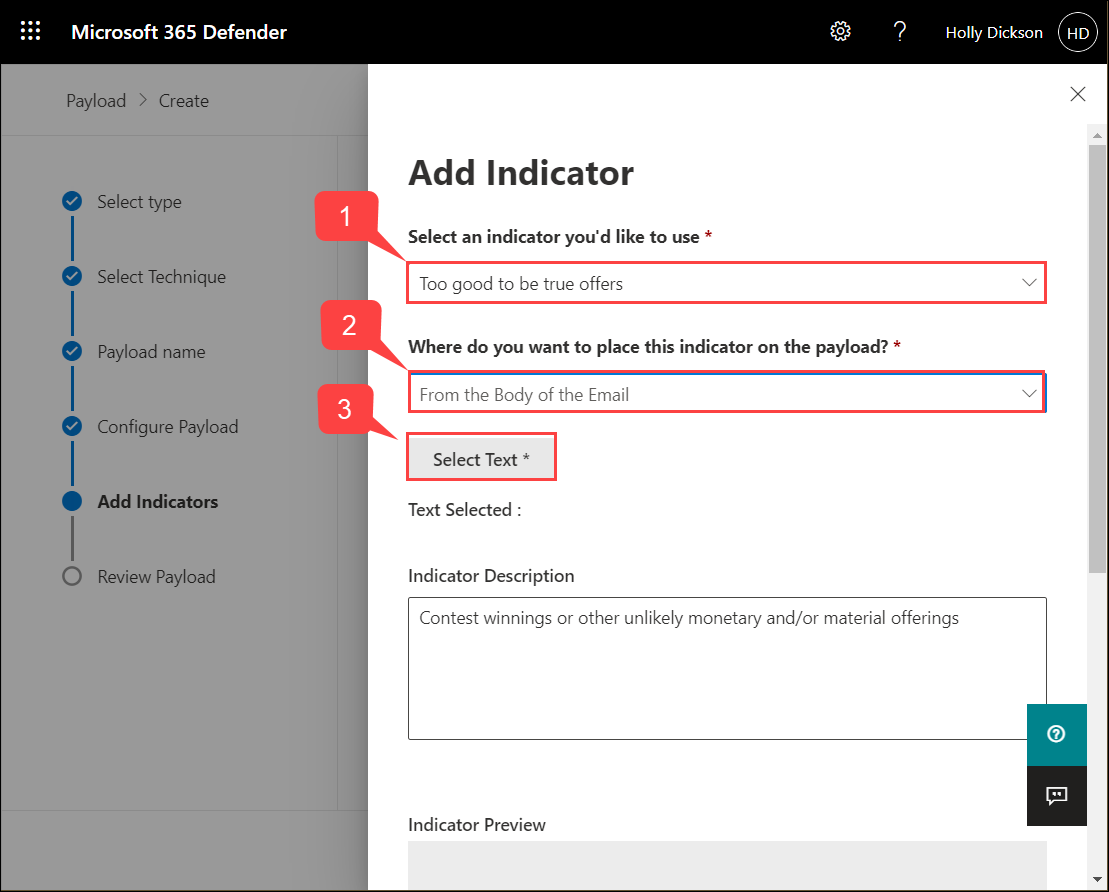 Microsoft 365 Defender
Holly Dickson
HD
Payload > Create
Select type
Select Technique
Payload name
Configure Payload
Add Indicators
Review Payload
Add Indicator
1
Select an indicator you'd like to use *
Too good to be true offers
2
Where do you want to place this indicator on the payload? *
From the Body of the Email
3
Select Text *
Text Selected :
Indicator Description
Contest winnings or other unlikely monetary and/or material offerings
Indicator Preview